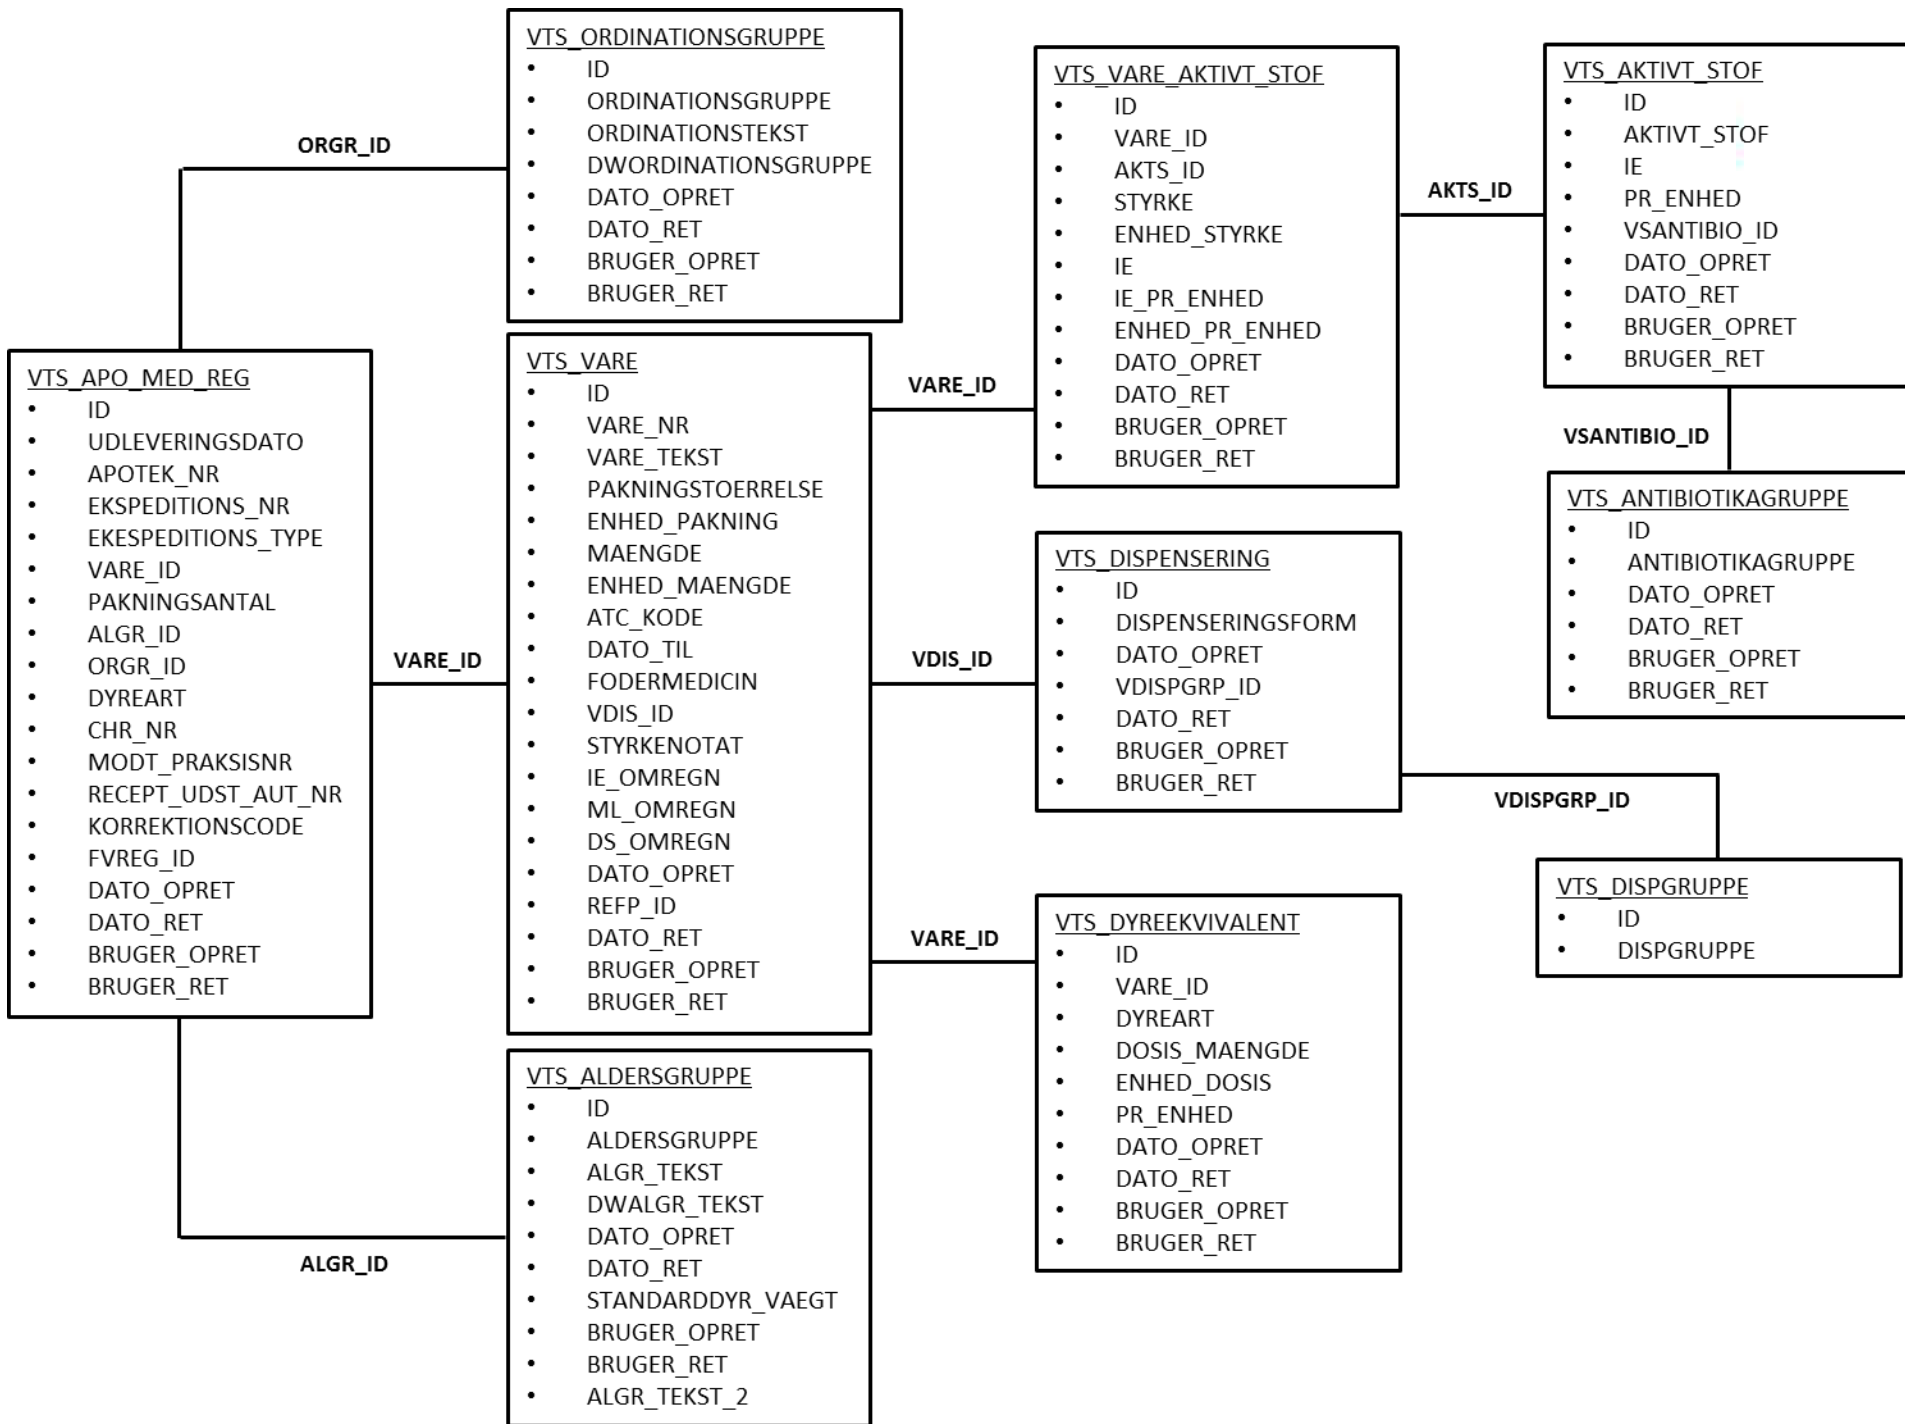 VTS_ORDINATIONSGRUPPE
• ID
• ORDINATIONSGRUPPE
• ORDINATIONSTEKST
• DWORDINATIONSGRUPPE
• DATO_OPRET
• DATO_RET
• BRUGER_OPRET
• BRUGER_RET
ORGR_ID
VTS_APO_MED_REG
• ID
• UDLEVERINGSDATO
• APOTEK_NR
• EKSPEDITIONS_NR
• EKESPEDITIONS_TYPE
• VARE_ID
• PAKNINGSANTAL
• ALGR_ID
• ORGR_ID
• DYREART
• CHR_NR
• MODT_PRAKSISNR
• RECEPT_UDST_AUT_NR
• KORREKTIONSCODE
• FVREG_ID
• DATO_OPRET
• DATO_RET
• BRUGER_OPRET
• BRUGER_RET
VARE_ID
VTS_VARE
• ID
• VARE_NR
• VARE_TEKST
• PAKNINGSTOERRELSE
• ENHED_PAKNING
• MAENGDE
• ENHED_MAENGDE
• ATC_KODE
• DATO_TIL
• FODERMEDICIN
• VDIS_ID
• STYRKENOTAT
• IE_OMREGN
• ML_OMREGN
• DS_OMREGN
• DATO_OPRET
• REFP_ID
• DATO_RET
• BRUGER_OPRET
• BRUGER_RET
ALGR_ID
VTS_ALDERSGRUPPE
• ID
• ALDERSGRUPPE
• ALGR_TEKST
• DWALGR_TEKST
• DATO_OPRET
• DATO_RET
• STANDARDDYR_VAEGT
• BRUGER_OPRET
• BRUGER_RET
• ALGR_TEKST_2
VARE_ID
VTS_VARE_AKTIVT_STOF
• ID
• VARE_ID
• AKTS_ID
• STYRKE
• ENHED_STYRKE
• IE
• IE_PR_ENHED
• ENHED_PR_ENHED
• DATO_OPRET
• DATO_RET
• BRUGER_OPRET
• BRUGER_RET
VDIS_ID
VTS_DISPENSERING
• ID
• DISPENSERINGSFORM
• DATO_OPRET
• VDISPGRP_ID
• DATO_RET
• BRUGER_OPRET
• BRUGER_RET
VARE_ID
VTS_DYREEKVIVALENT
• ID
• VARE_ID
• DYREART
• DOSIS_MAENGDE
• ENHED_DOSIS
• PR_ENHED
• DATO_OPRET
• DATO_RET
• BRUGER_OPRET
• BRUGER_RET
AKTS_ID
VTS_AKTIVT_STOF
• ID
• AKTIVT_STOF
• IE
• PR_ENHED
• VSANTIBIO_ID
• DATO_OPRET
• DATO_RET
• BRUGER_OPRET
• BRUGER_RET
VSANTIBIO_ID
VTS_ANTIBIOTIKAGRUPPE
• ID
• ANTIBIOTIKAGRUPPE
• DATO_OPRET
• DATO_RET
• BRUGER_OPRET
• BRUGER_RET
VDISPGRP_ID
VTS_DISPGRUPPE
• ID
• DISPGRUPPE